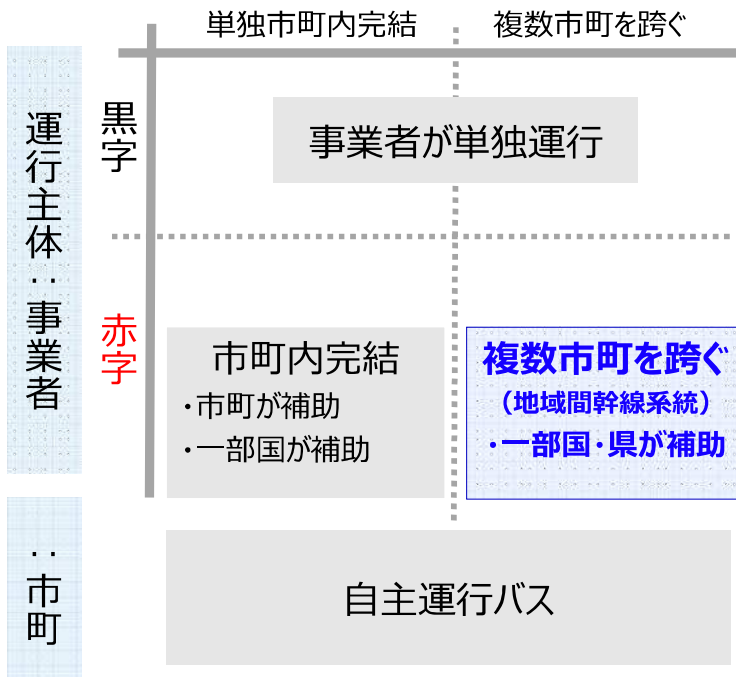 単独市町内完結
複数市町を跨ぐ
運行主体：事業者
黒字
事業者が単独運行
赤字
市町内完結
・市町が補助
・一部国が補助
複数市町を跨ぐ
（地域間幹線系統）
・一部国・県が補助
：市町
自主運行バス